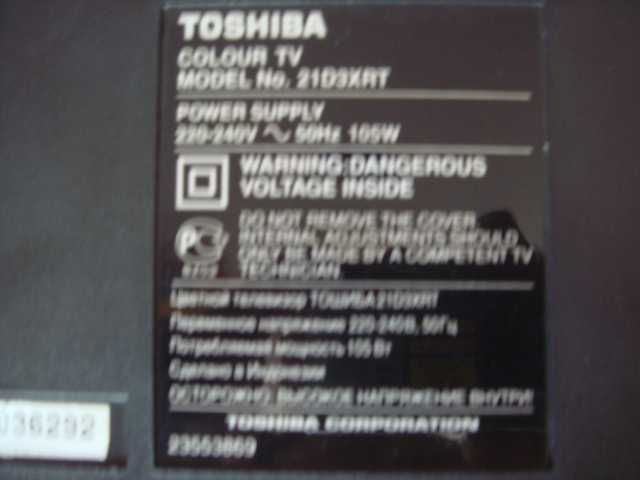 TOSHIBA
COLOUR TV
MODEL No. 21D3XRT
POWER SUPPLY
220-240V ~ 50Hz 105W
WARNING:DANGEROUS
VOLTAGE INSIDE
DO NOT REMOVE THE COVER
INTERNAL ADJUSTMENTS SHOULD
ONLY BE MADE BY A COMPETENT TV
TECHNICIAN.
Цветной телевизор ТОШИБА 21D3XRT
Переменное напряжение 220-240В, 50Гц
Потребляемая мощность 105 Вт
Сделано в Индонезии
ОСТОРОЖНО. ВЫСОКОЕ НАПРЯЖЕНИЕ ВНУТРИ!
TOSHIBA CORPORATION
23553869
036292